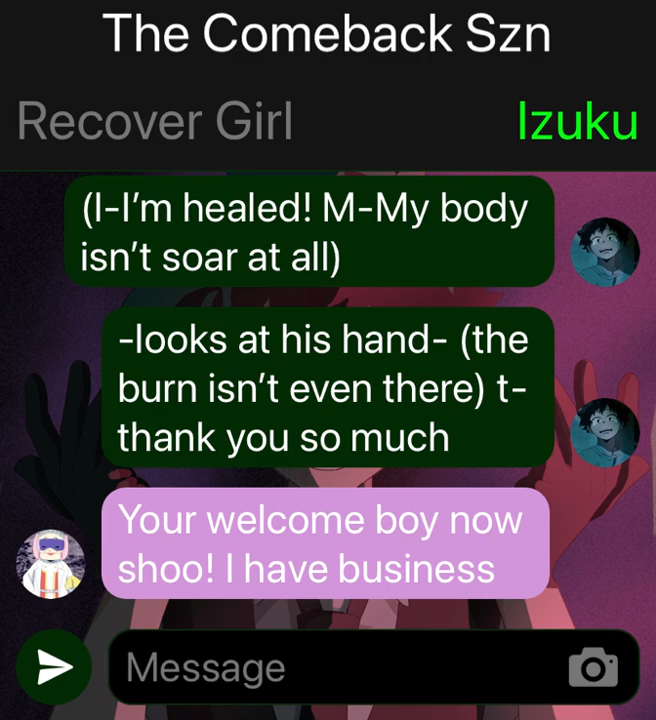 The Comeback Szn
Recover Girl
Izuku
(I-I'm healed! M-My body
isn't soar at all)
-looks at his hand- (the
burn isn't even there) t-
thank you so much
Your welcome boy now
shoo! I have business
Message